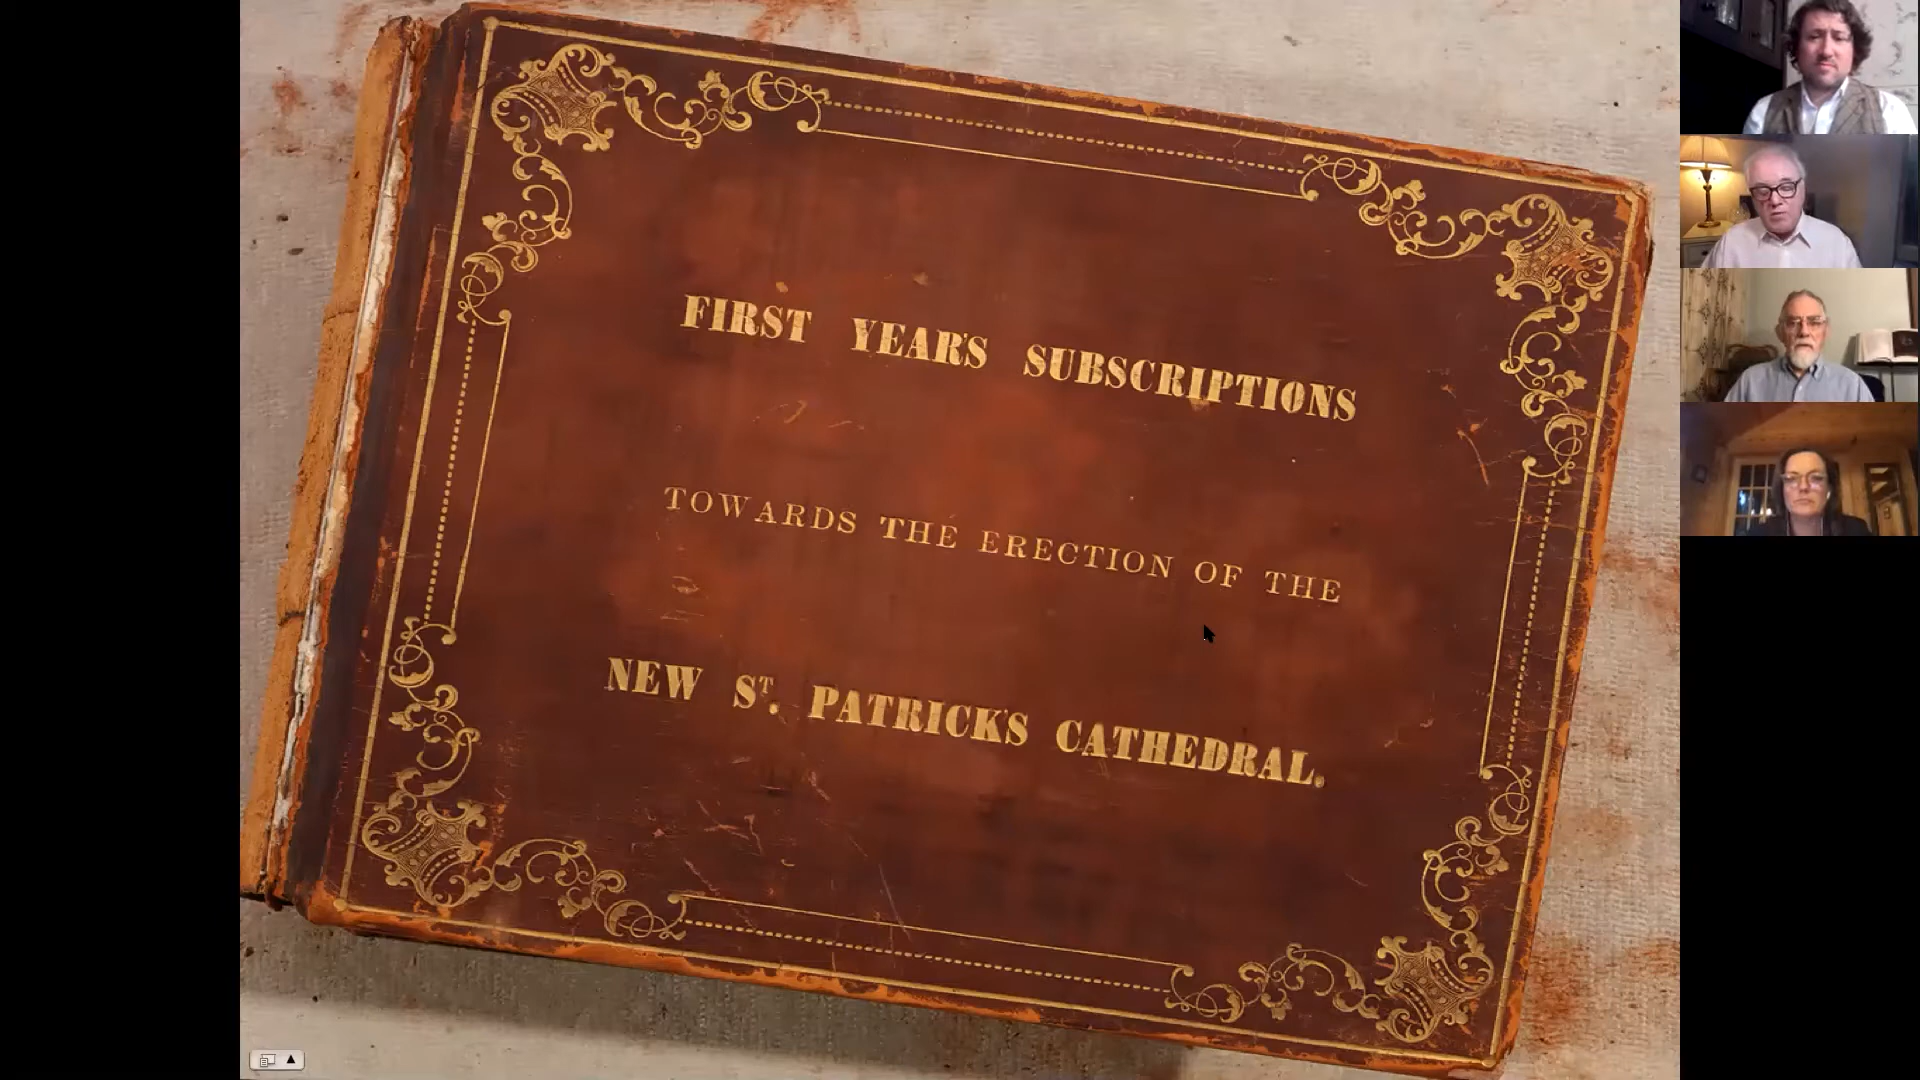 FIRST YEAR'S SUBSCRIPTIONS
TOWARDS THE ERECTION OF THE
NEW ST. PATRICK'S CATHEDRAL.